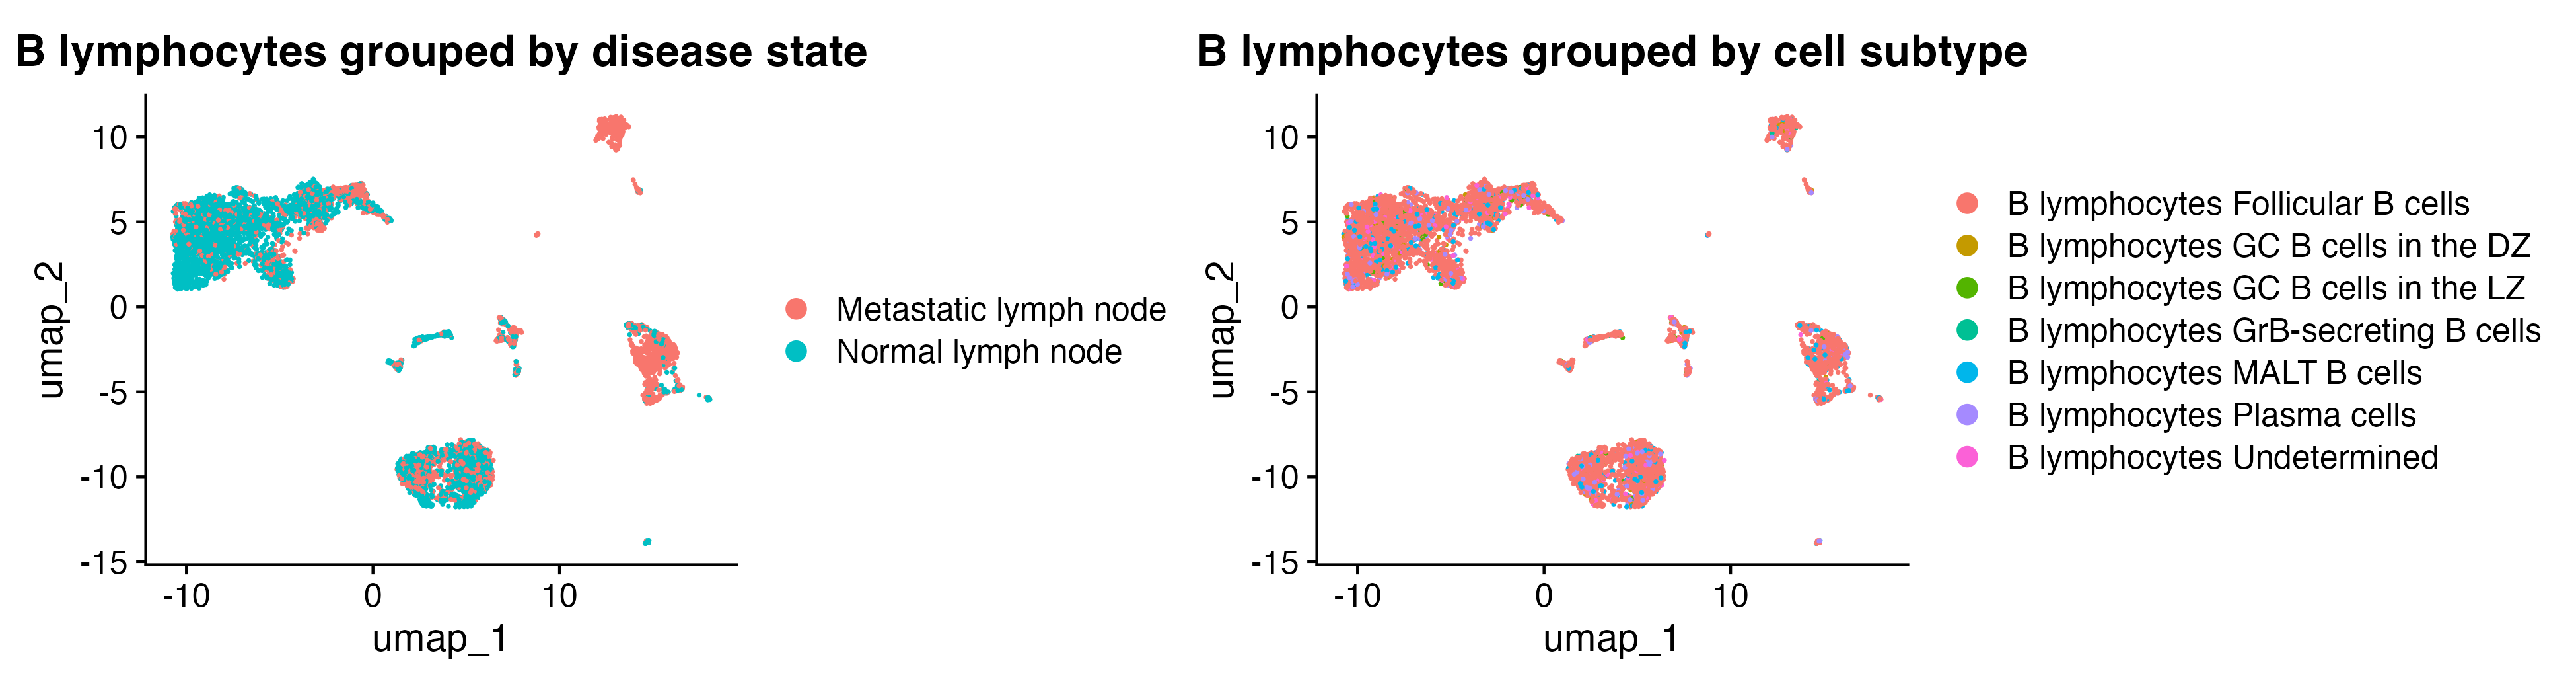 B lymphocytes grouped by disease state
10
5
0
-5
-10
-15
umap_2
-10 0 10
umap_1
Metastatic lymph node
Normal lymph node
B lymphocytes grouped by cell subtype
10
5
0
-5
-10
-15
umap_2
-10 0 10
umap_1
B lymphocytes Follicular B cells
B lymphocytes GC B cells in the DZ
B lymphocytes GC B cells in the LZ
B lymphocytes GrB-secreting B cells
B lymphocytes MALT B cells
B lymphocytes Plasma cells
B lymphocytes Undetermined